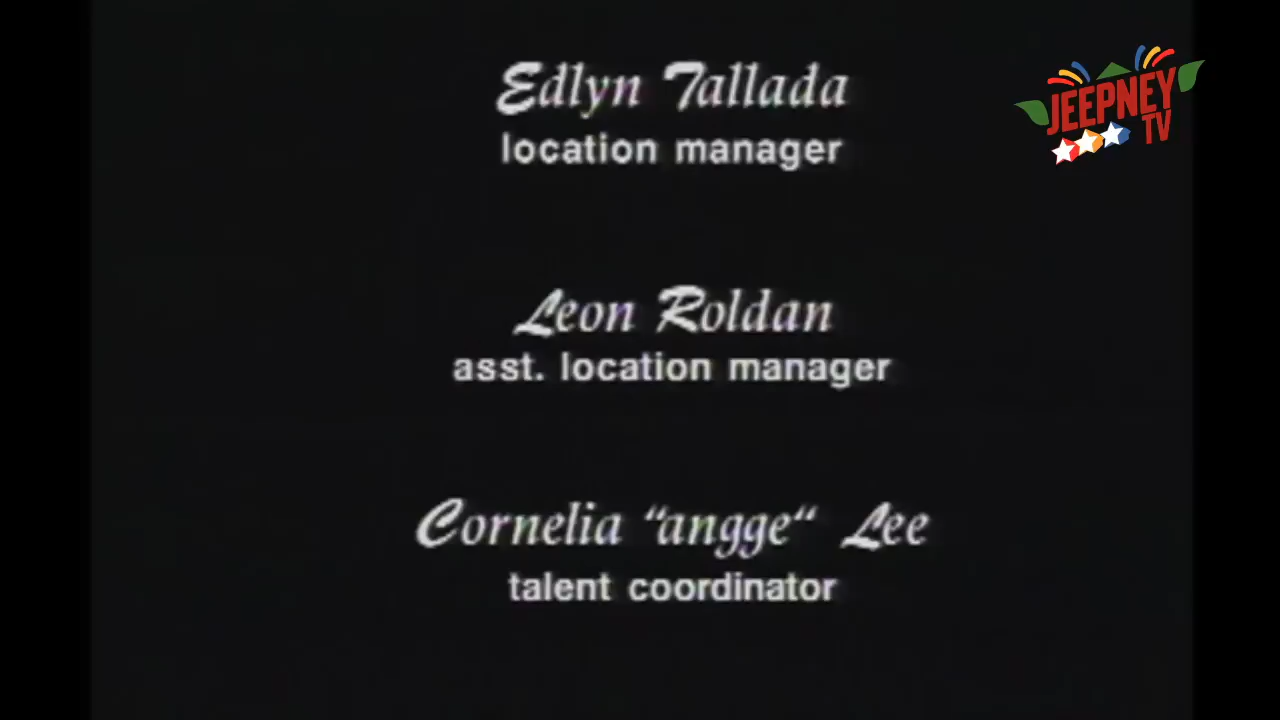 Edlyn Tallada
location manager
JEEPNEY
TV
Leon Roldan
asst. location manager
Cornelia “angge“ Lee
talent coordinator